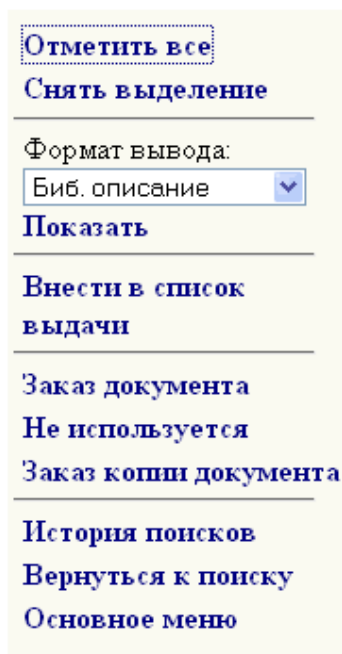 Отметить все
Снять выделение
Формат вывода:
Биб. описание
Показать
Внести в список
выдачи
Заказ документа
Не используется
Заказ копии документа
История поисков
Вернуться к поиску
Основное меню